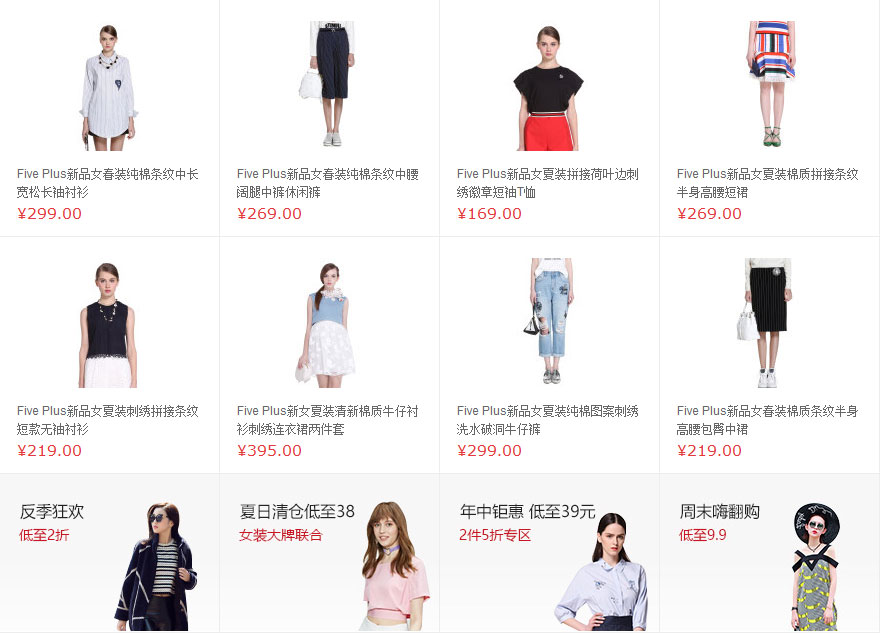 Five Plus新品女春装纯棉条纹中长
宽松长袖衬衫
¥299.00
Five Plus新品女春装纯棉条纹中腰
阔腿中裤休闲裤
¥269.00
Five Plus新品女夏装拼接荷叶边刺
绣徽章短袖T恤
¥169.00
Five Plus新品女夏装棉质拼接条纹
半身高腰短裙
¥269.00
Five Plus新品女夏装刺绣拼接条纹
短款无袖衬衫
¥219.00
Five Plus新女夏装清新棉质牛仔衬
衫刺绣连衣裙两件套
¥395.00
Five Plus新品女夏装纯棉图案刺绣
洗水破洞牛仔裤
¥299.00
Five Plus新品女春装棉质条纹半身
高腰包臀中裙
¥219.00
反季狂欢
低至2折
夏日清仓低至38
女装大牌联合
年中钜惠 低至39元
2件5折专区
周末嗨翻购
低至9.9